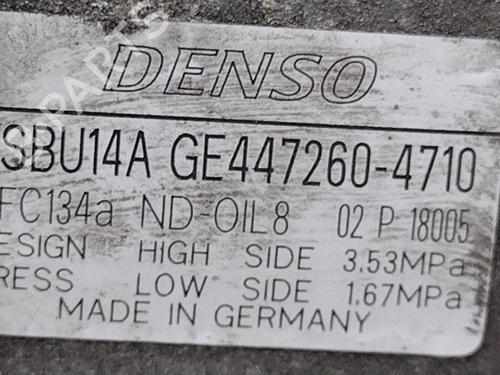 DENSO
SBU14A GE447260-4710
FC134a ND-OIL8 02 P 18005
ESIGN HIGH SIDE 3.53MPa
RESS LOW SIDE 1.67MPa
MADE IN GERMANY